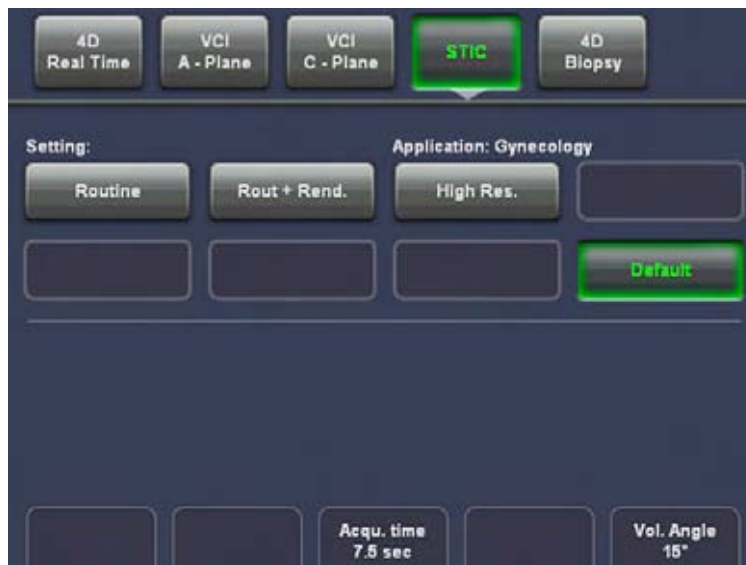 4D VCI VCI STIC 4D
Real Time A - Plane C - Plane Biopsy
Setting: Application: Gynecology
Routine Rout + Rend. High Res.
Default
Acqu. time Vol. Angle
7.5 sec 15°